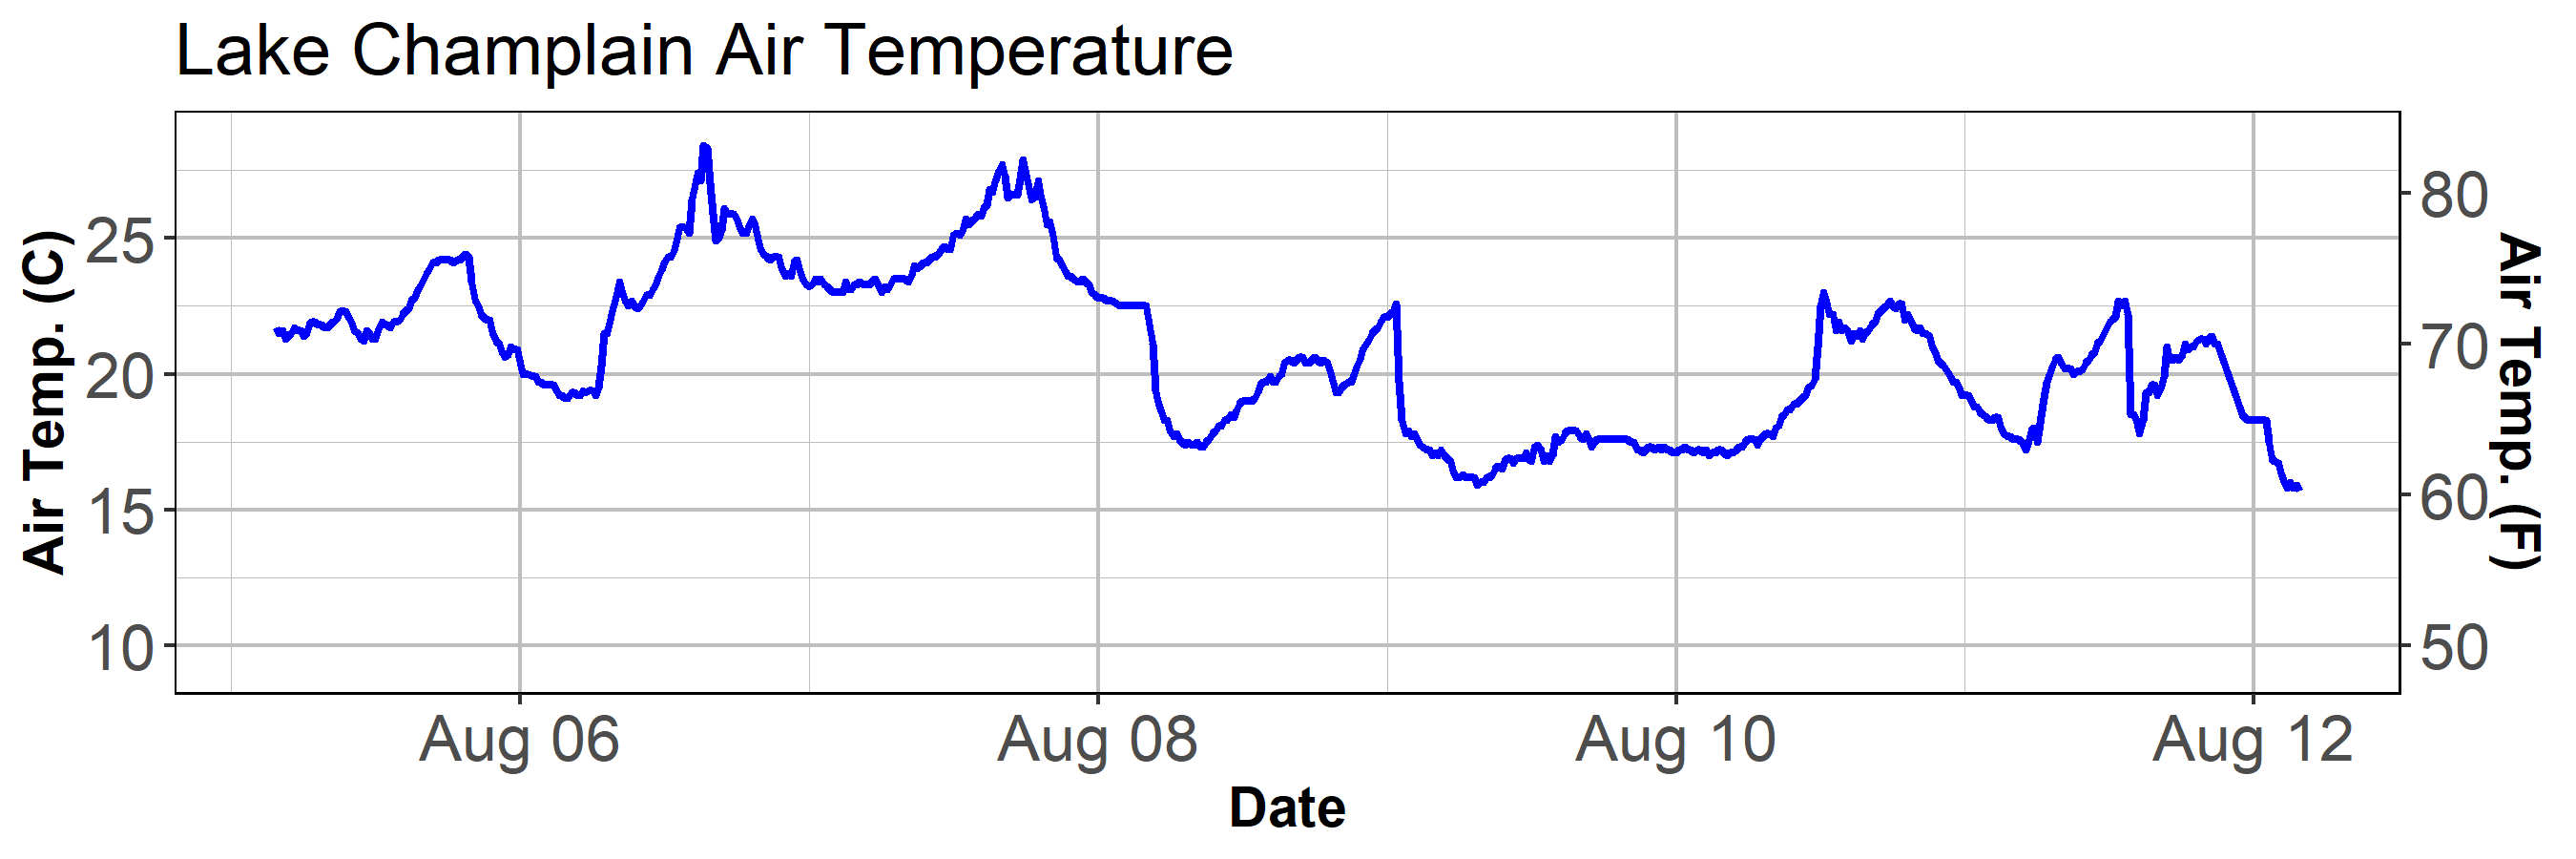 Lake Champlain Air Temperature
Air Temp. (C)
25
20
15
10
80
70
60
50
Air Temp. (F)
Aug 06 Aug 08 Aug 10 Aug 12
Date